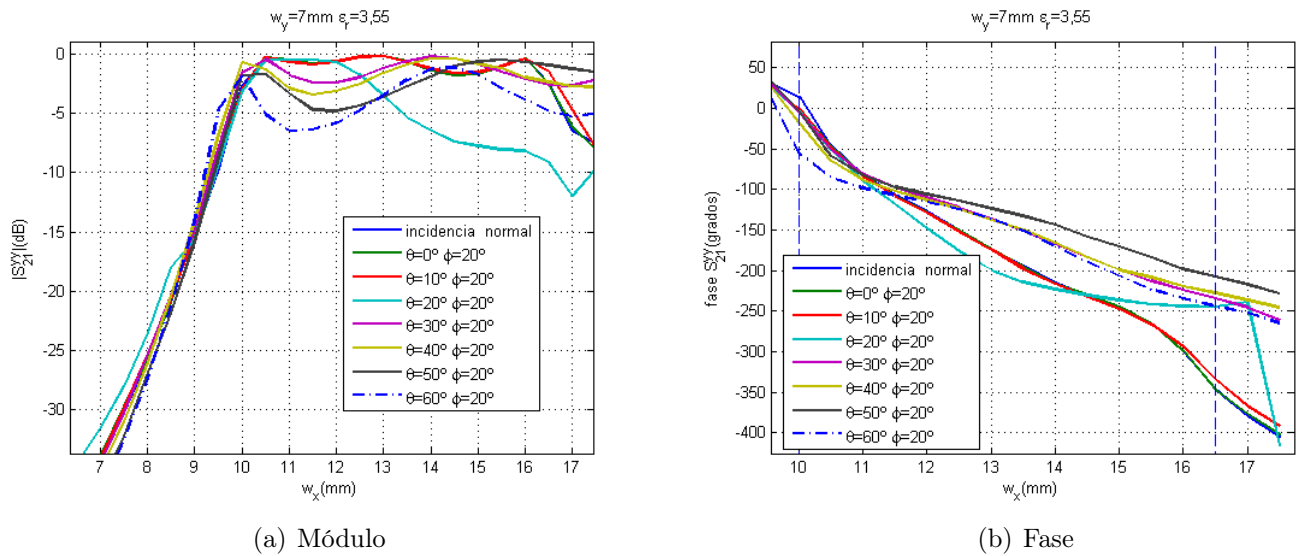 w_y=7mm ε_r=3,55
|S_21^yy|(dB)
0
-5
-10
-15
-20
-25
-30
incidencia normal
θ=0º ϕ=20º
θ=10º ϕ=20º
θ=20º ϕ=20º
θ=30º ϕ=20º
θ=40º ϕ=20º
θ=50º ϕ=20º
θ=60º ϕ=20º
7 8 9 10 11 12 13 14 15 16 17
w_x(mm)
(a) Módulo
w_y=7mm ε_r=3,55
fase S_21^yy(grados)
50
0
-50
-100
-150
-200
-250
-300
-350
-400
incidencia normal
θ=0º ϕ=20º
θ=10º ϕ=20º
θ=20º ϕ=20º
θ=30º ϕ=20º
θ=40º ϕ=20º
θ=50º ϕ=20º
θ=60º ϕ=20º
10 11 12 13 14 15 16 17
w_x(mm)
(b) Fase